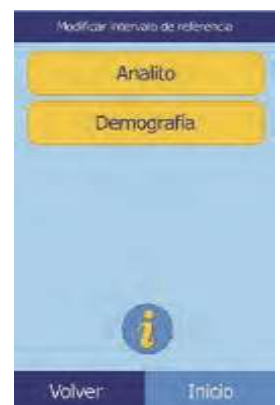 Modificar intervalo de referencia
Analito
Demografía
i
Volver Inicio